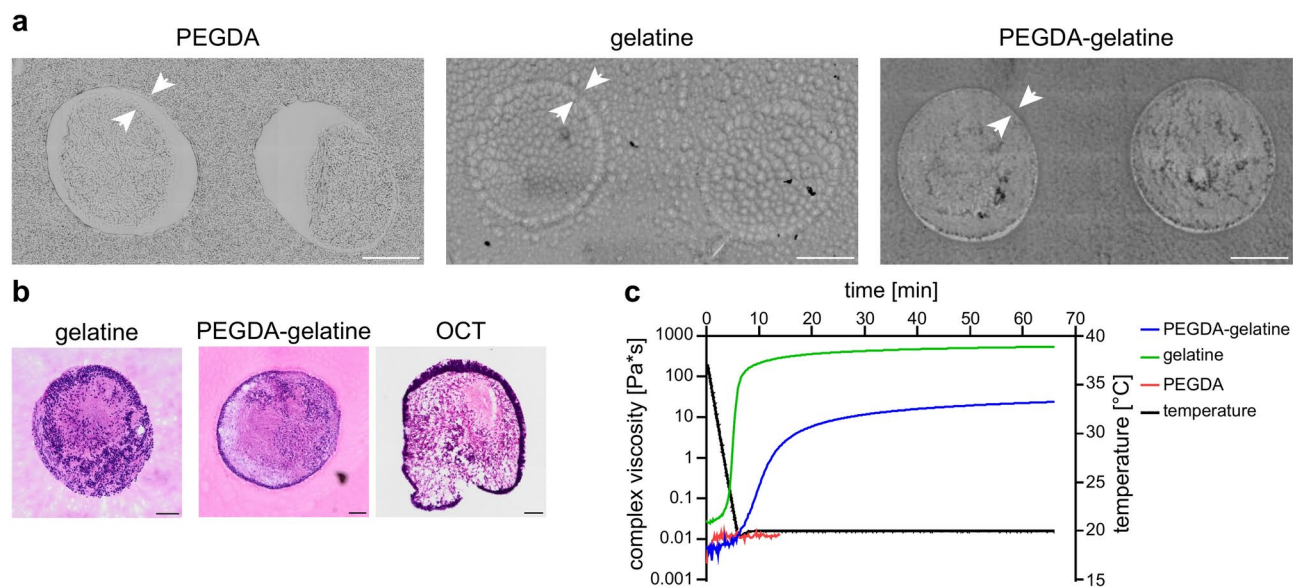 a
PEGDA
gelatine
PEGDA-gelatine
b
gelatine
PEGDA-gelatine
OCT
c
time [min]
0 10 20 30 40 50 60 70
complex viscosity [Pa*s]
1000
100
10
1
0.1
0.01
0.001
40
35
30
25
20
15
temperature [°C]
PEGDA-gelatine
gelatine
PEGDA
temperature